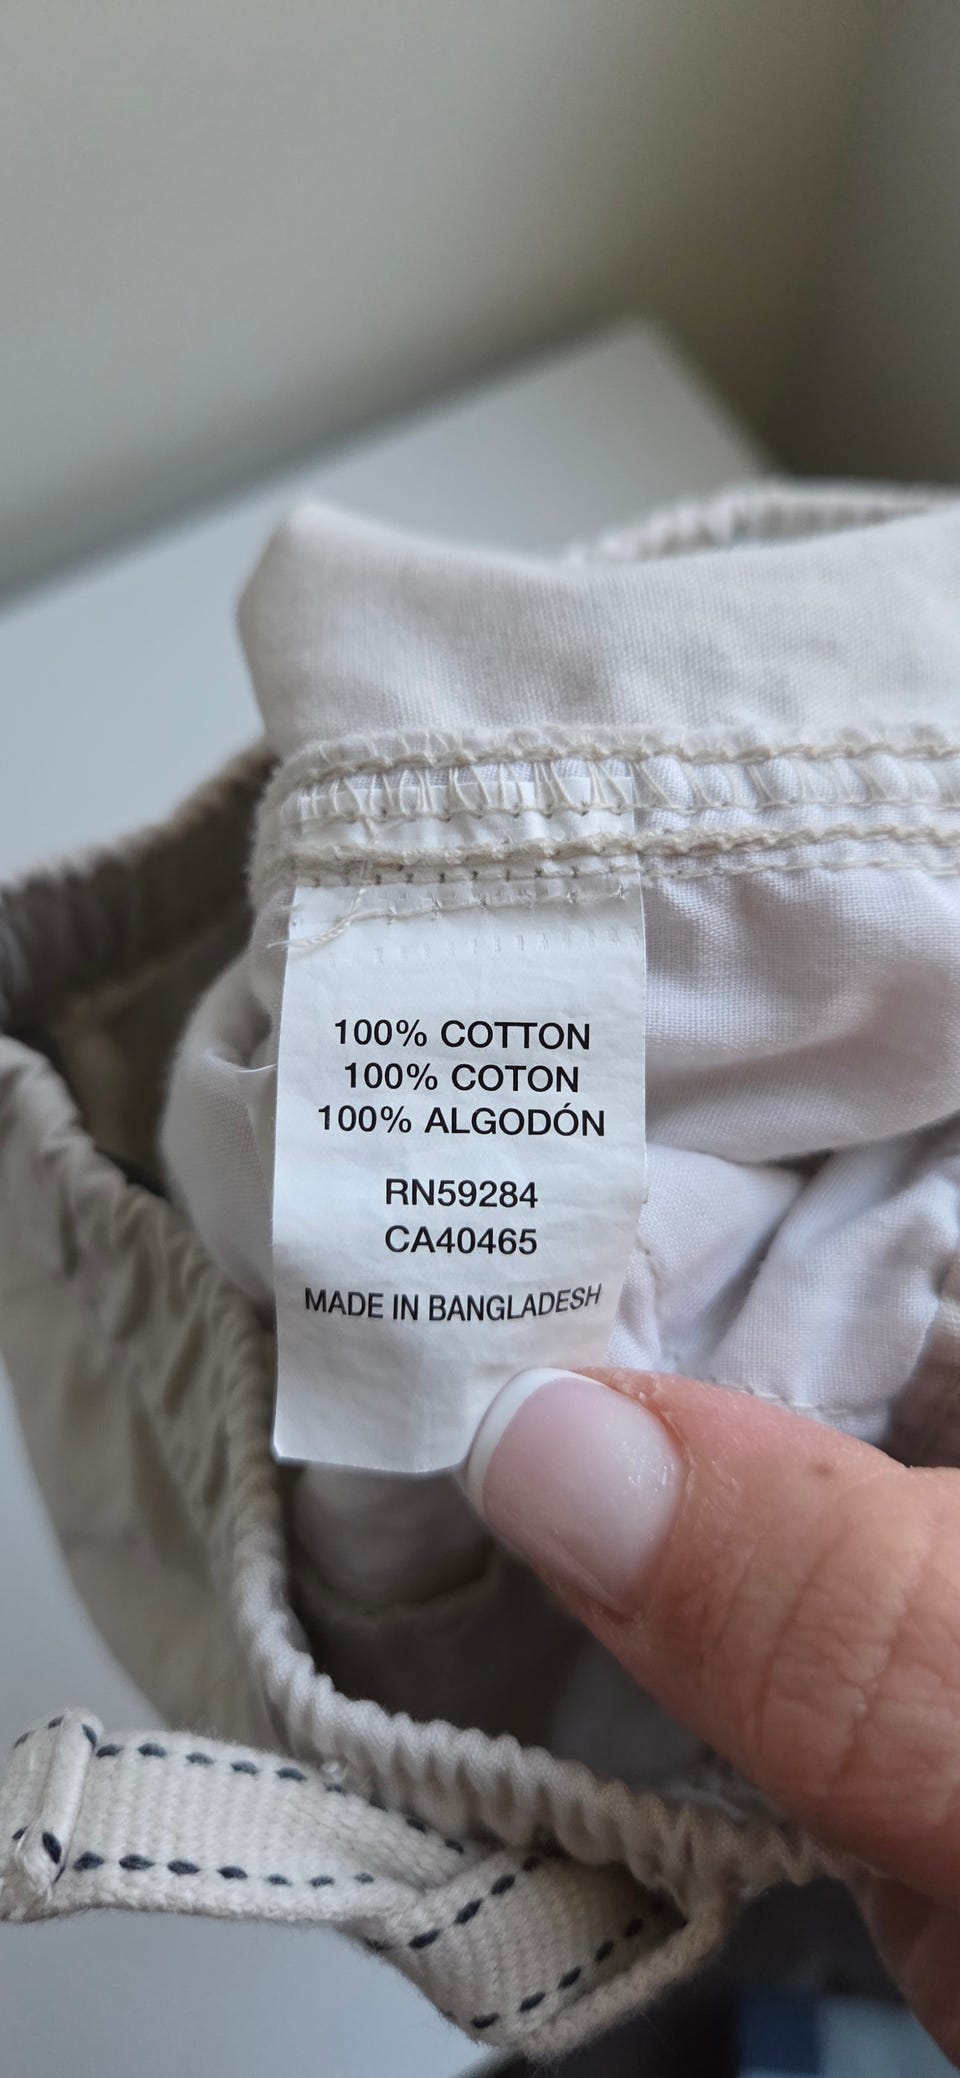 100% COTTON
100% COTON
100% ALGODÓN
RN59284
CA40465
MADE IN BANGLADESH